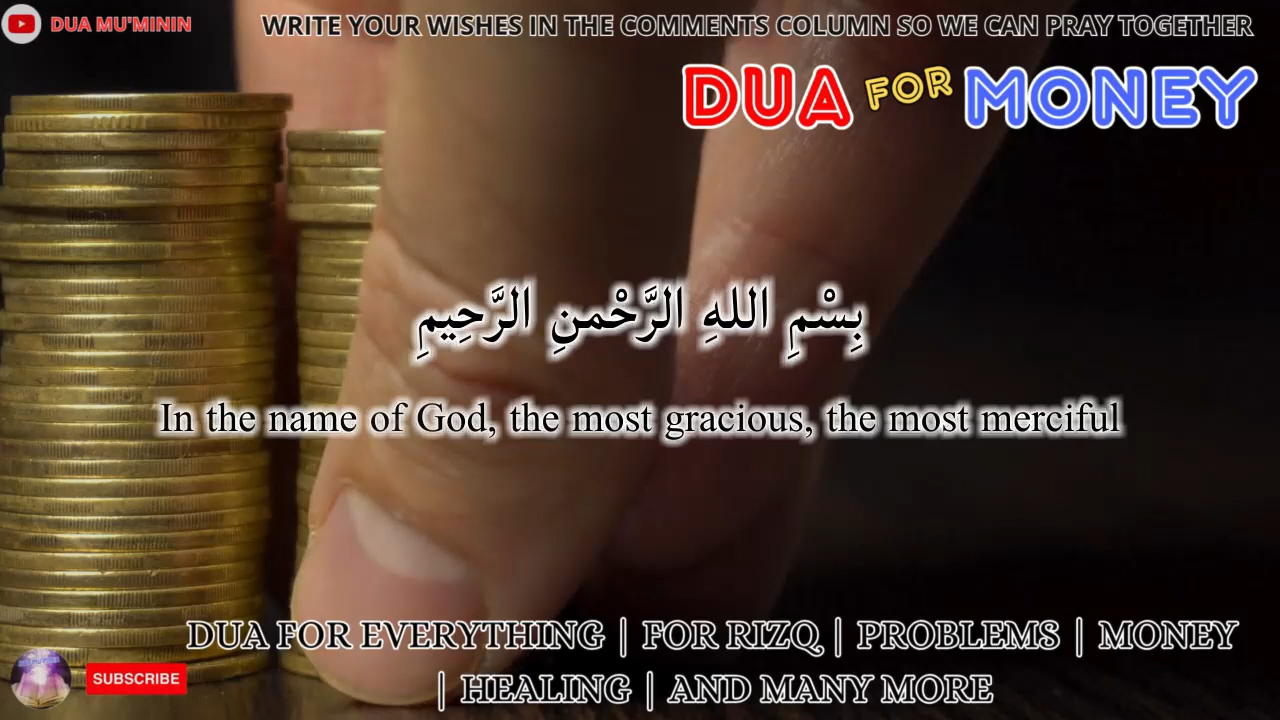 DUA MU'MININ
WRITE YOUR WISHES IN THE COMMENTS COLUMN SO WE CAN PRAY TOGETHER
DUA FOR MONEY
بِسْمِ اللهِ الرَّحْمنِ الرَّحِيمِ
In the name of God, the most gracious, the most merciful
DUA FOR EVERYTHING | FOR RIZQ | PROBLEMS | MONEY
| HEALING | AND MANY MORE
SUBSCRIBE